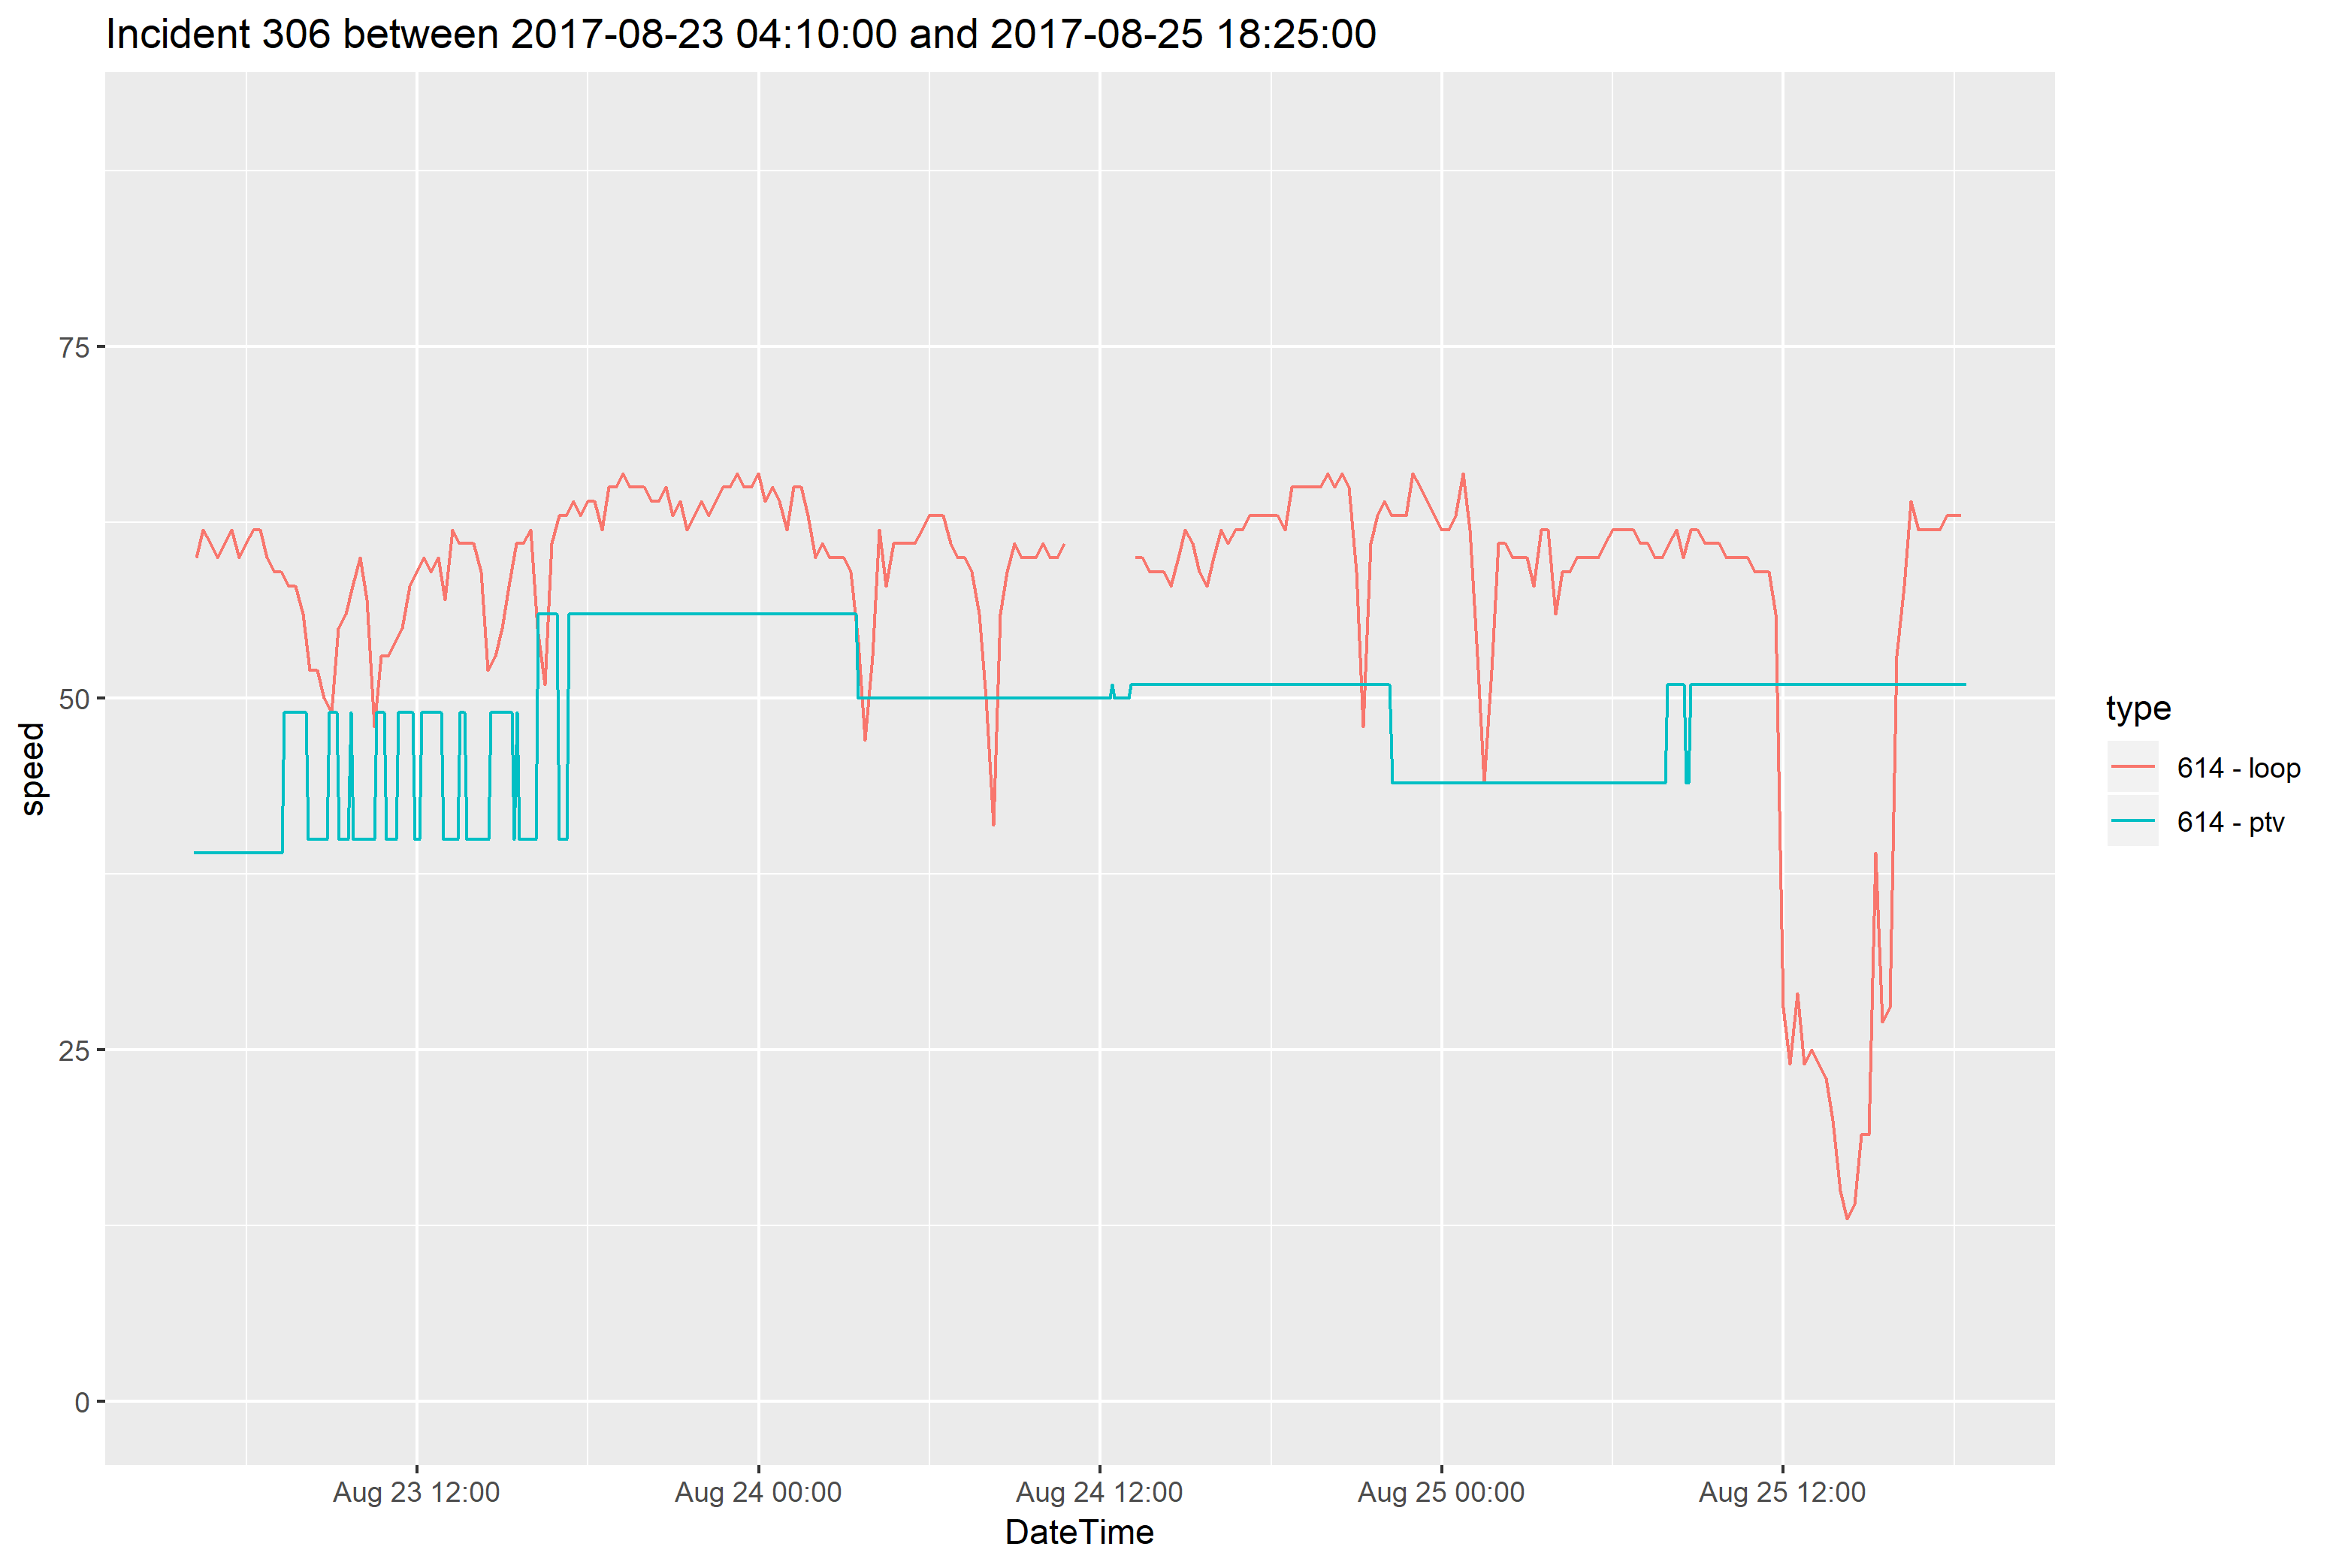 Incident 306 between 2017-08-23 04:10:00 and 2017-08-25 18:25:00
75
50
25
0
speed
Aug 23 12:00
Aug 24 00:00
Aug 24 12:00
Aug 25 00:00
Aug 25 12:00
DateTime
type
614 - loop
614 - ptv